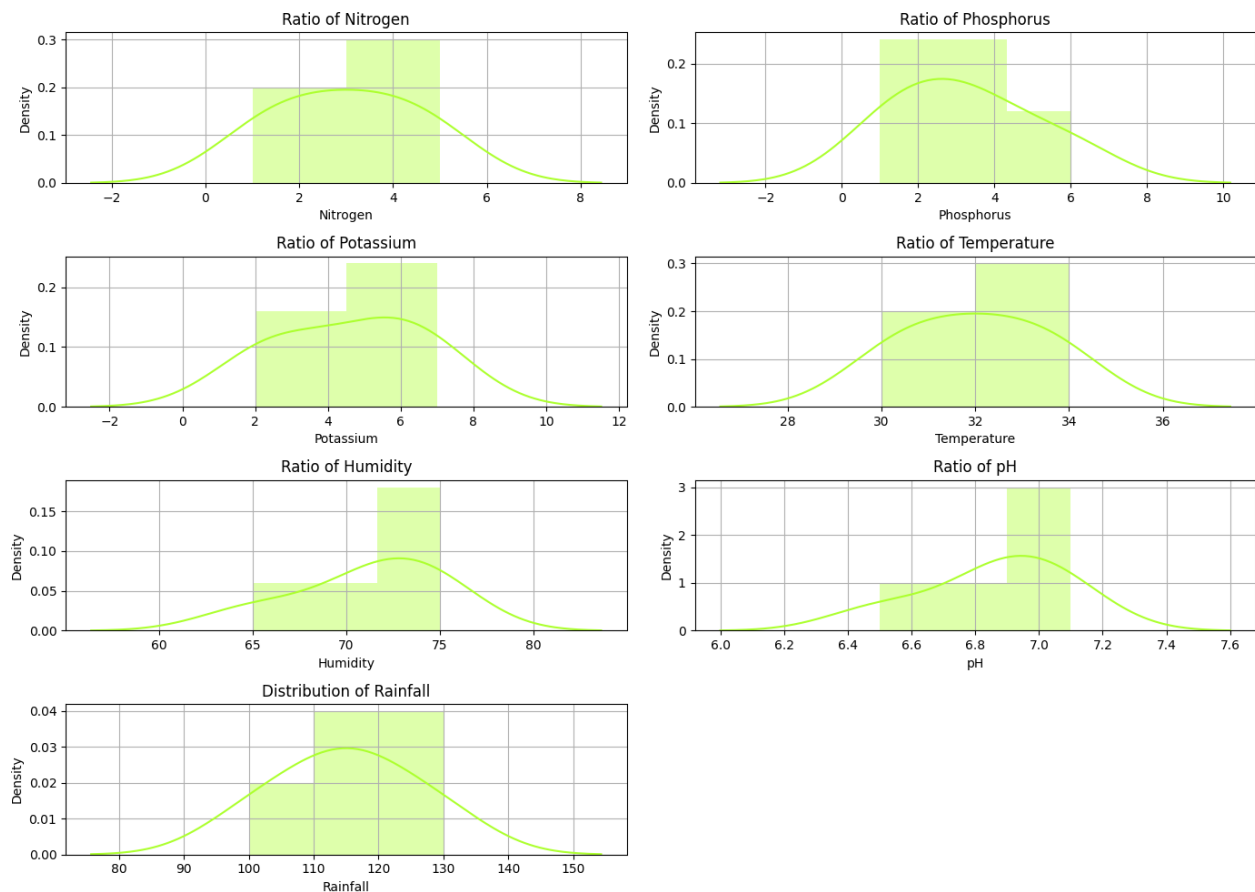 Ratio of Nitrogen
0.3
0.2
0.1
0.0
Density
−2 0 2 4 6 8
Nitrogen
Ratio of Phosphorus
0.2
0.1
0.0
Density
−2 0 2 4 6 8 10
Phosphorus
Ratio of Potassium
0.2
0.1
0.0
Density
−2 0 2 4 6 8 10 12
Potassium
Ratio of Temperature
0.3
0.2
0.1
0.0
Density
28 30 32 34 36
Temperature
Ratio of Humidity
0.15
0.10
0.05
0.00
Density
60 65 70 75 80
Humidity
Ratio of pH
3
2
1
0
Density
6.0 6.2 6.4 6.6 6.8 7.0 7.2 7.4 7.6
pH
Distribution of Rainfall
0.04
0.03
0.02
0.01
0.00
Density
80 90 100 110 120 130 140 150
Rainfall